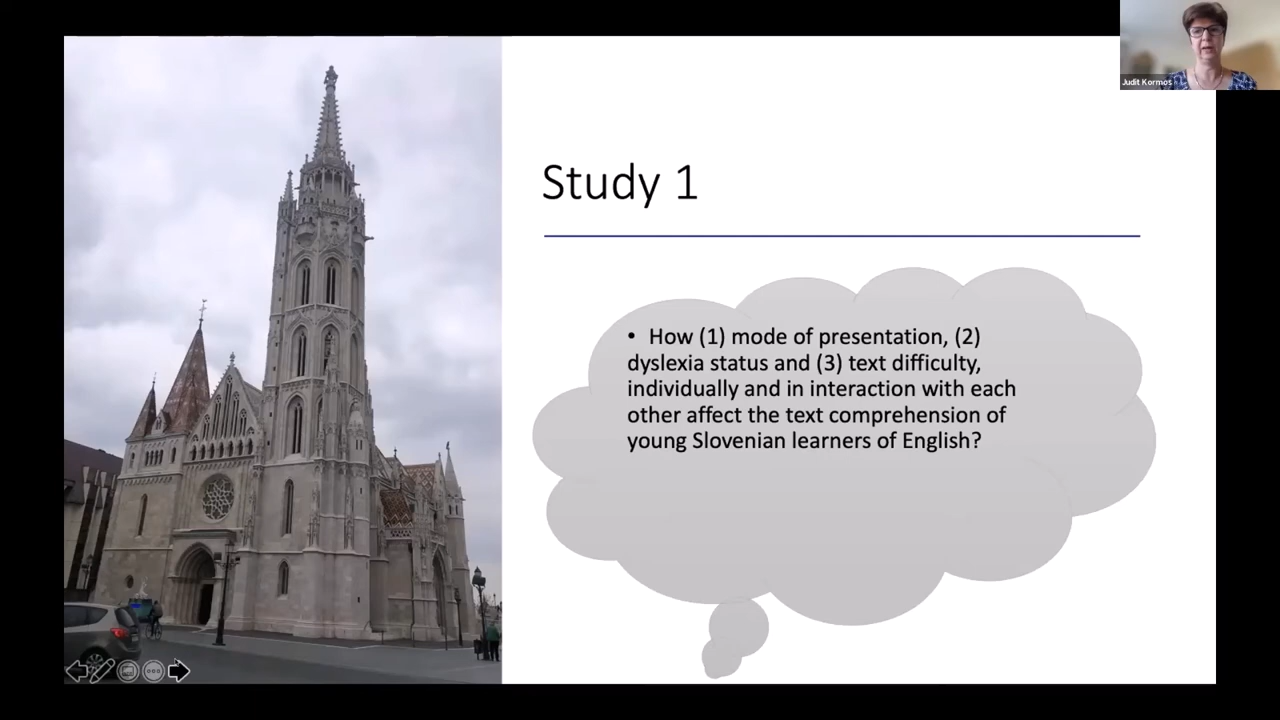 Judit Kormos
Study 1
• How (1) mode of presentation, (2)
dyslexia status and (3) text difficulty,
individually and in interaction with each
other affect the text comprehension of
young Slovenian learners of English?